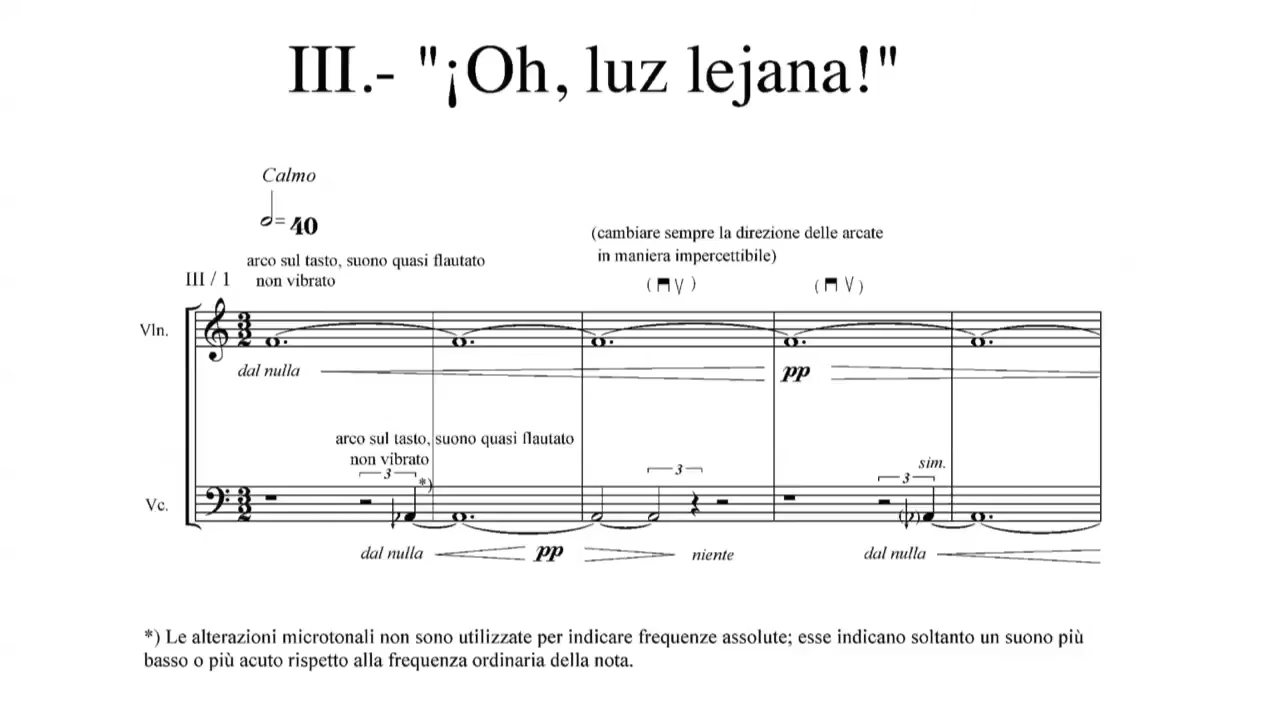 III.- "¡Oh, luz lejana!"
Calmo
= 40
(cambiare sempre la direzione delle arcate
in maniera impercettibile)
arco sul tasto, suono quasi flautato
non vibrato
III / 1
Vln.
dal nulla
pp
arco sul tasto, suono quasi flautato
non vibrato
3
*)
3
sim.
3
Vc.
dal nulla
pp
niente
dal nulla
*) Le alterazioni microtonali non sono utilizzate per indicare frequenze assolute; esse indicano soltanto un suono più
basso o più acuto rispetto alla frequenza ordinaria della nota.